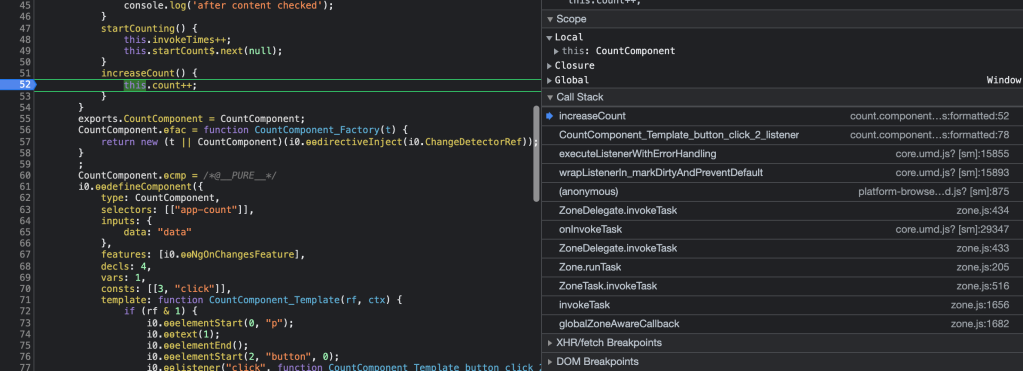 45 console.log('after content checked');
46 }
47 startCounting() {
48 this.invokeTimes++;
49 this.startCount$.next(null);
50 }
51 increaseCount() {
52 this.count++;
53 }
54 }
55 exports.CountComponent = CountComponent;
56 CountComponent.ɵfac = function CountComponent_Factory(t) {
57 return new (t || CountComponent)(i0.ɵɵdirectiveInject(i0.ChangeDetectorRef));
58 }
59 ;
60 CountComponent.ɵcmp = /*@__PURE__*/
61 i0.ɵɵdefineComponent({
62 type: CountComponent,
63 selectors: [["app-count"]],
64 inputs: {
65 data: "data"
66 },
67 features: [i0.ɵɵNgOnChangesFeature],
68 decls: 4,
69 vars: 1,
70 consts: [[3, "click"]],
71 template: function CountComponent_Template(rf, ctx) {
72 if (rf & 1) {
73 i0.ɵɵelementStart(0, "p");
74 i0.ɵɵtext(1);
75 i0.ɵɵelementEnd();
76 i0.ɵɵelementStart(2, "button", 0);
77 i0.ɵɵlistener("click", function CountComponent_Template_button_click_2
this.count++;
Scope
Local
this: CountComponent
Closure
Global Window
Call Stack
increaseCount count.component…s:formatted:52
CountComponent_Template_button_click_2_listener count.component…s:formatted:78
executeListenerWithErrorHandling core.umd.js? [sm]:15855
wrapListenerIn_markDirtyAndPreventDefault core.umd.js? [sm]:15893
(anonymous) platform-browse…d.js? [sm]:875
ZoneDelegate.invokeTask zone.js:434
onInvokeTask core.umd.js? [sm]:29347
ZoneDelegate.invokeTask zone.js:433
Zone.runTask zone.js:205
ZoneTask.invokeTask zone.js:516
invokeTask zone.js:1656
globalZoneAwareCallback zone.js:1682
XHR/fetch Breakpoints
DOM Breakpoints